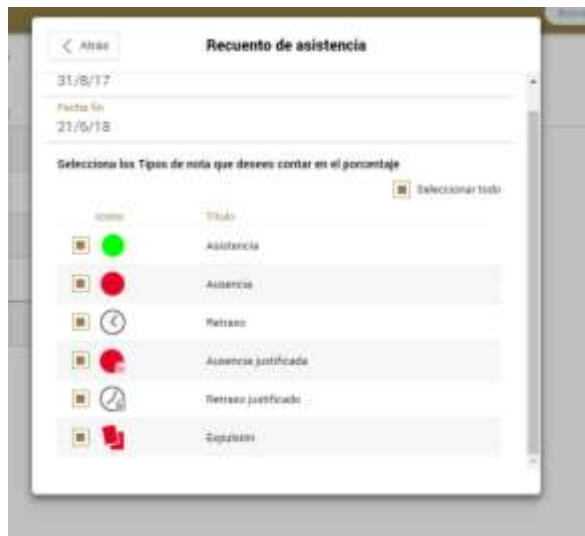 Atrás
Recuento de asistencia
31/8/17
Fecha fin
21/6/18
Selecciona los Tipos de nota que desees contar en el porcentaje
Seleccionar todo
Icono Título
Asistencia
Ausencia
Retraso
Ausencia justificada
Retraso justificado
Expulsión